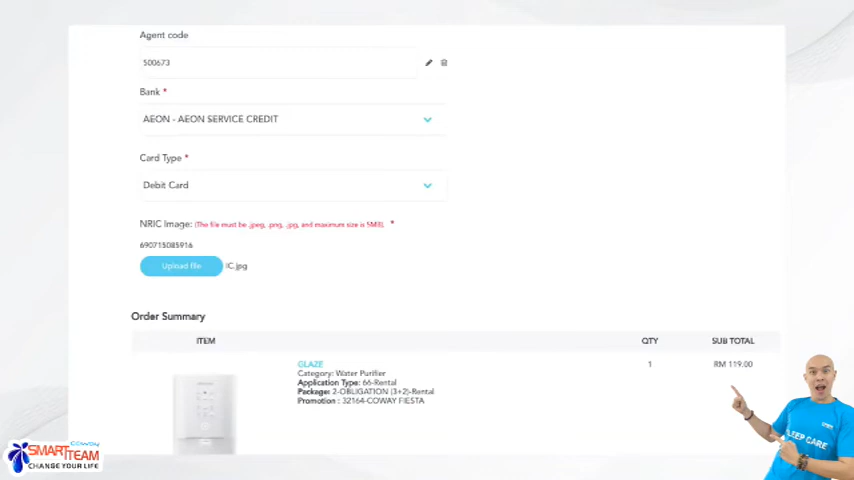 Agent code
500673
Bank *
AEON - AEON SERVICE CREDIT
Card Type *
Debit Card
NRIC Image: (The file must be .jpeg, .png, .jpg, and maximum size is 5MB). *
690715085916
Upload file IC.jpg
Order Summary
ITEM QTY SUB TOTAL
GLAZE 1 RM 119.00
Category: Water Purifier
Application Type: 66-Rental
Package: 2-OBLIGATION (3+2)-Rental
Promotion : 32164-COWAY FIESTA
SLEEP CARE
coway
SMART TEAM
CHANGE YOUR LIFE